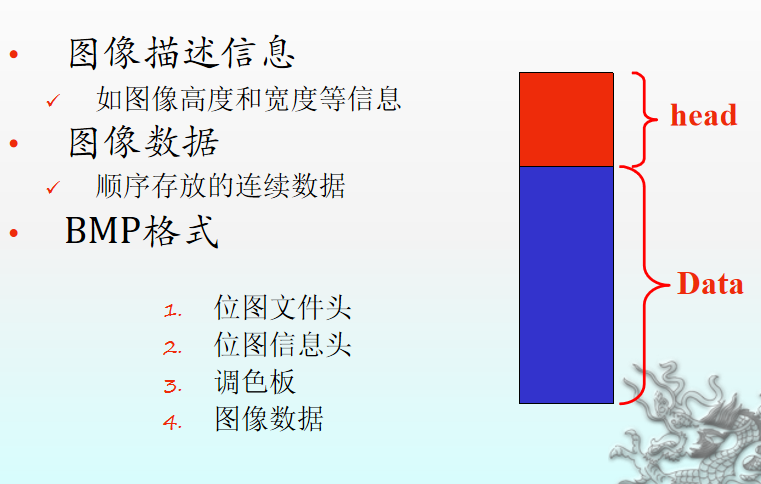 • 图像描述信息
✓ 如图像高度和宽度等信息
• 图像数据
✓ 顺序存放的连续数据
• BMP格式
1. 位图文件头
2. 位图信息头
3. 调色板
4. 图像数据
head
Data